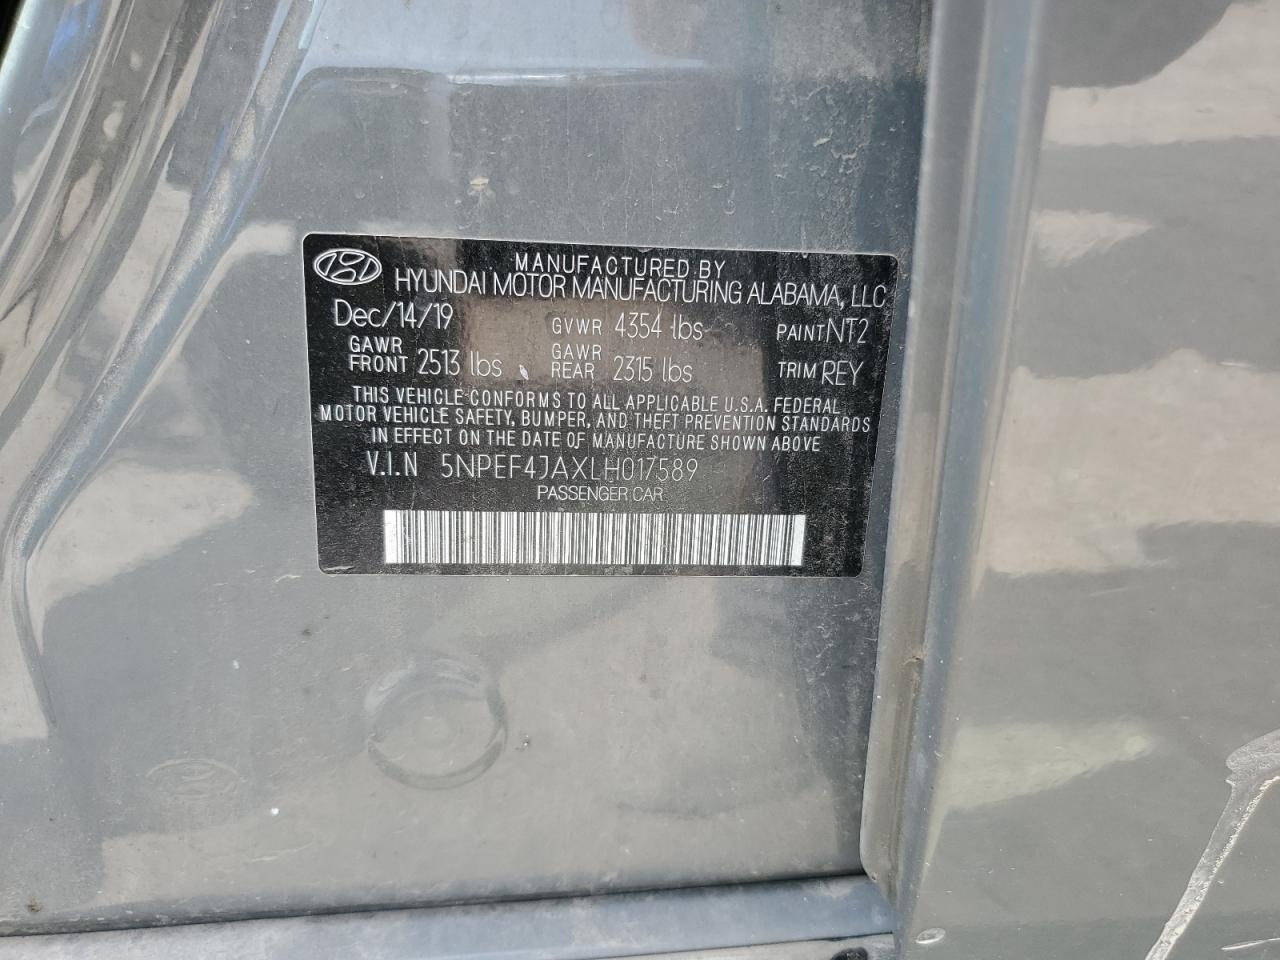 MANUFACTURED BY
HYUNDAI MOTOR MANUFACTURING ALABAMA, LLC
Dec/14/19 GVWR 4354 lbs PAINT NT2
GAWR FRONT 2513 lbs GAWR REAR 2315 lbs TRIM REY
THIS VEHICLE CONFORMS TO ALL APPLICABLE U.S.A. FEDERAL
MOTOR VEHICLE SAFETY, BUMPER, AND THEFT PREVENTION STANDARDS
IN EFFECT ON THE DATE OF MANUFACTURE SHOWN ABOVE
V.I.N 5NPEF4JAXLH017589
PASSENGER CAR